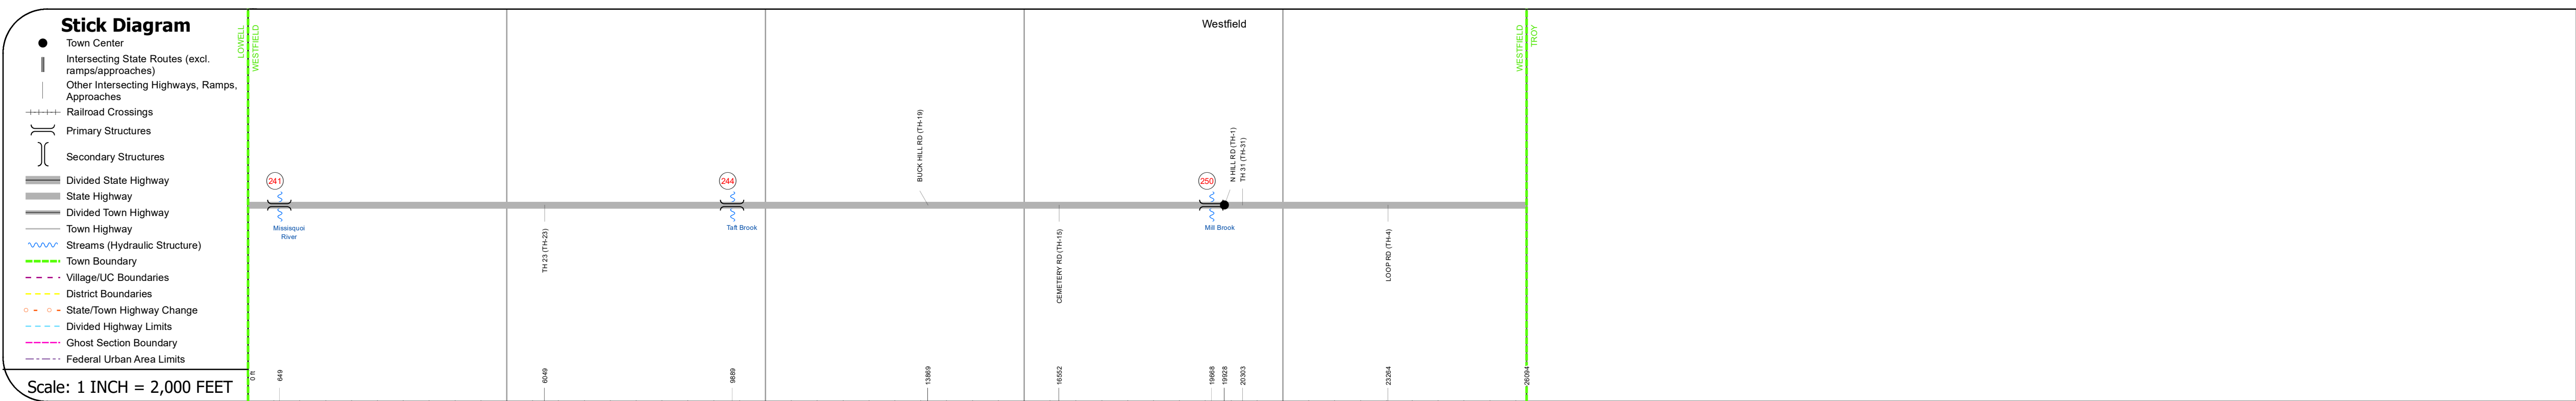 Stick Diagram
Town Center
Intersecting State Routes (excl.
ramps/approaches)
Other Intersecting Highways, Ramps,
Approaches
Railroad Crossings
Primary Structures
Secondary Structures
Divided State Highway
State Highway
Divided Town Highway
Town Highway
Streams (Hydraulic Structure)
Town Boundary
Village/UC Boundaries
District Boundaries
State/Town Highway Change
Divided Highway Limits
Ghost Section Boundary
Federal Urban Area Limits
Scale: 1 INCH = 2,000 FEET
LOWELL
WESTFIELD
Westfield
WESTFIELD
TROY
241
Missisquoi
River
TH 23 (TH-23)
244
Taft Brook
BUCK HILL RD (TH-19)
CEMETERY RD (TH-15)
250
Mill Brook
N HILL RD (TH-1)
TH 31 (TH-31)
LOOP RD (TH-4)
0 ft
649
6049
9889
13869
16552
19668
19928
20303
23264
26094